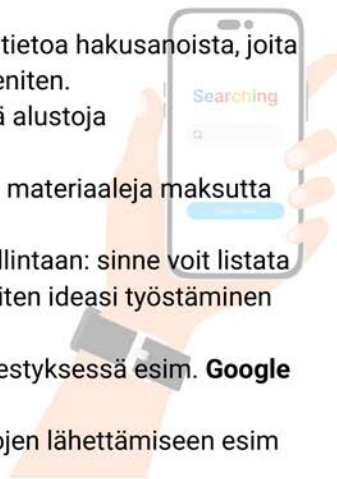 tietoa hakusanoista, joita
eniten.
ä alustoja
materiaaleja maksutta
llintaan: sinne voit listata
iten ideasi työstäminen
estyksessä esim. Google
ojen lähettämiseen esim
Searching